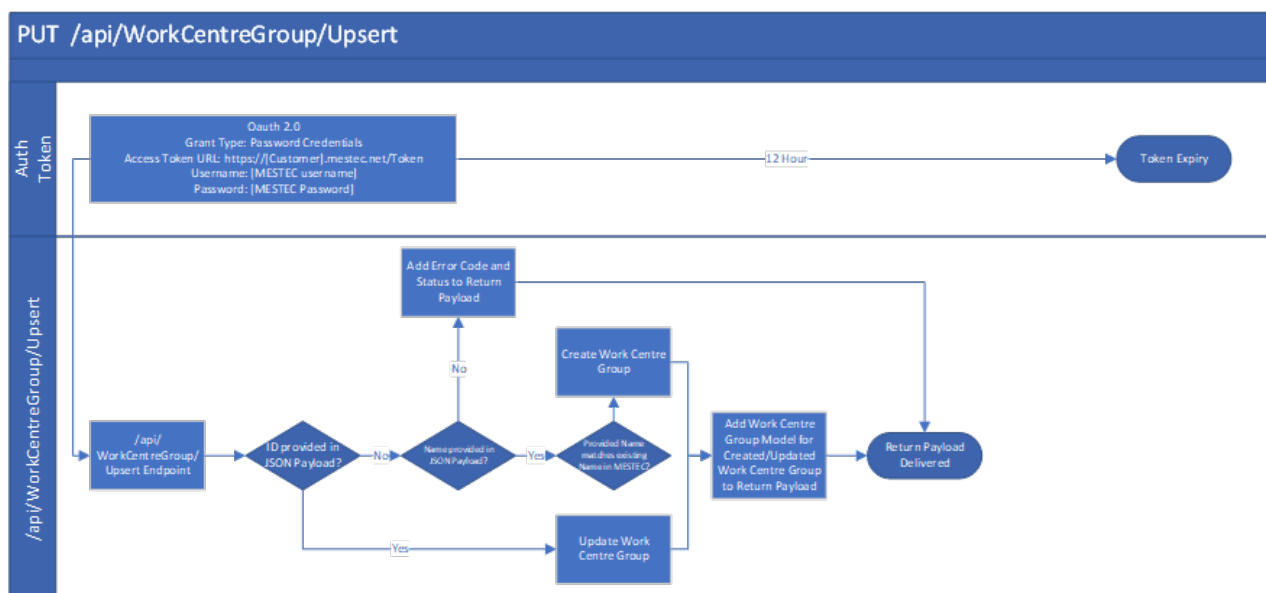 PUT /api/WorkCentreGroup/Upsert
Auth
Token
Oauth 2.0
Grant Type: Password Credentials
Access Token URL: https://[Customer].mestec.net/Token
Username: [MESTEC username]
Password: [MESTEC Password]
12 Hour
Token Expiry
/api/WorkCentreGroup/Upsert
Add Error Code and
Status to Return
Payload
No
Create Work Centre
Group
/api/
WorkCentreGroup/
Upsert Endpoint
ID provided in
JSON Payload?
No
Name provided in
JSON Payload?
Yes
Provided Name
matches existing
Name in MESTEC?
Add Work Centre
Group Model for
Created/Updated
Work Centre Group
to Return Payload
Return Payload
Delivered
Yes
Update Work
Centre Group